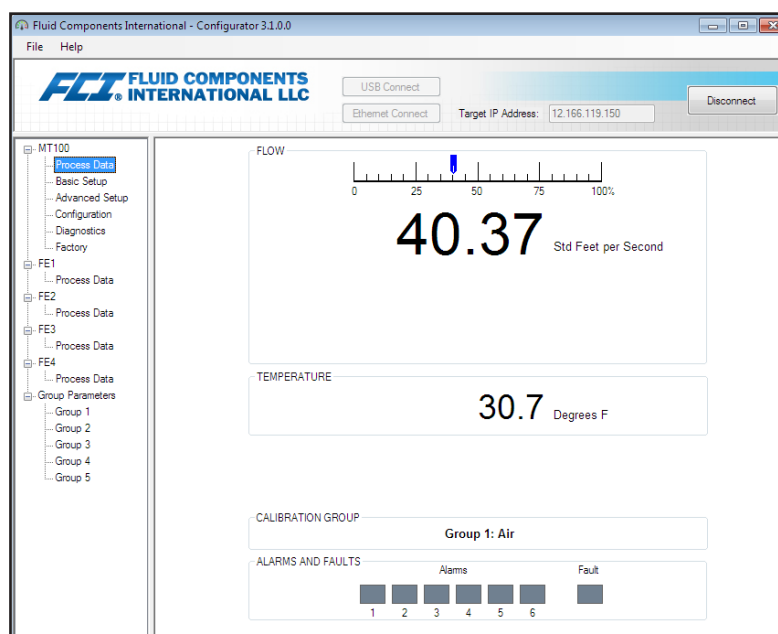 Fluid Components International - Configurator 3.1.0.0
File Help
FCI® FLUID COMPONENTS
INTERNATIONAL LLC
USB Connect
Ethernet Connect Target IP Address: 12.166.119.150
Disconnect
MT100
Process Data
Basic Setup
Advanced Setup
Configuration
Diagnostics
Factory
FE1
Process Data
FE2
Process Data
FE3
Process Data
FE4
Process Data
Group Parameters
Group 1
Group 2
Group 3
Group 4
Group 5
FLOW
0 25 50 75 100%
40.37 Std Feet per Second
TEMPERATURE
30.7 Degrees F
CALIBRATION GROUP
Group 1: Air
ALARMS AND FAULTS
Alarms Fault
1 2 3 4 5 6